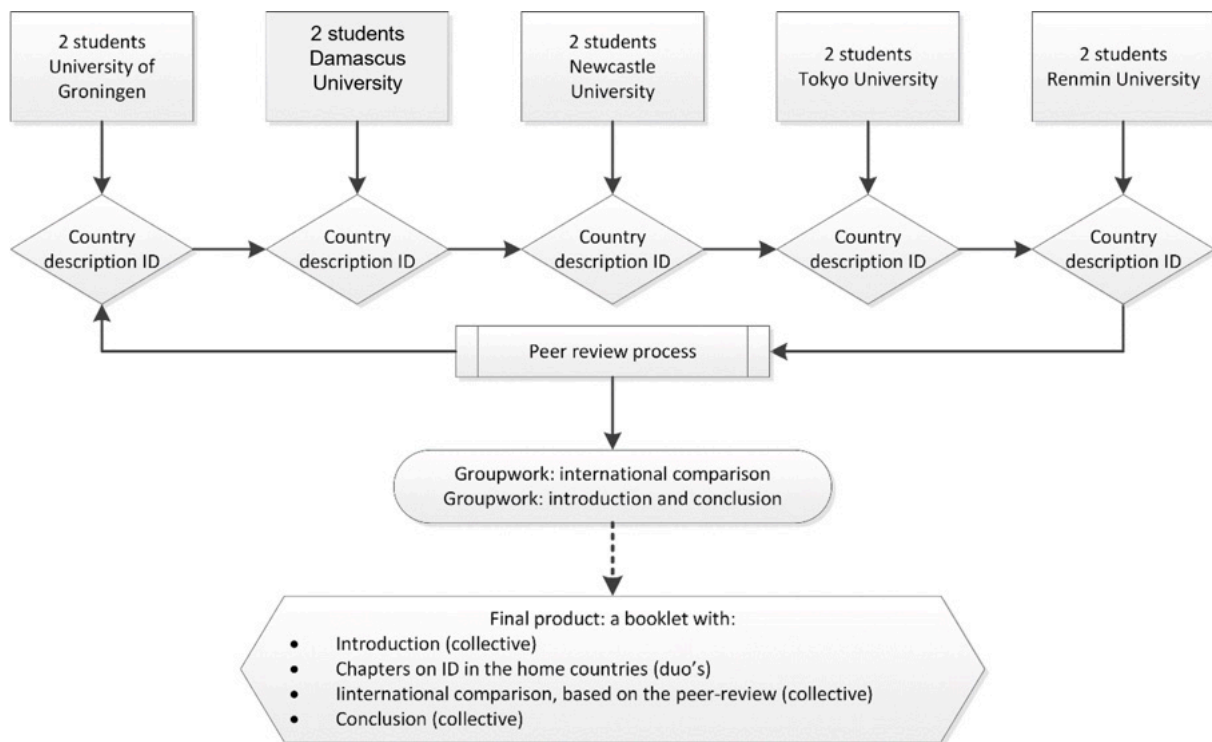 2 students
University of
Groningen
2 students
Damascus
University
2 students
Newcastle
University
2 students
Tokyo University
2 students
Renmin University
Country
description ID
Country
description ID
Country
description ID
Country
description ID
Country
description ID
Peer review process
Groupwork: international comparison
Groupwork: introduction and conclusion
Final product: a booklet with:
• Introduction (collective)
• Chapters on ID in the home countries (duo's)
• Iinternational comparison, based on the peer-review (collective)
• Conclusion (collective)